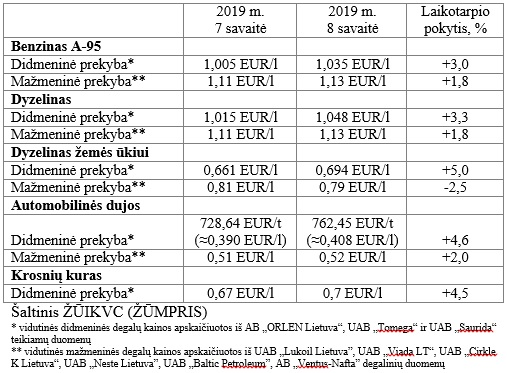 2019 m. 2019 m. Laikotarpio
7 savaitė 8 savaitė pokytis, %
Benzinas A-95
Didmeninė prekyba* 1,005 EUR/l 1,035 EUR/l +3,0
Mažmeninė prekyba** 1,11 EUR/l 1,13 EUR/l +1,8
Dyzelinas
Didmeninė prekyba* 1,015 EUR/l 1,048 EUR/l +3,3
Mažmeninė prekyba** 1,11 EUR/l 1,13 EUR/l +1,8
Dyzelinas žemės ūkiui
Didmeninė prekyba* 0,661 EUR/l 0,694 EUR/l +5,0
Mažmeninė prekyba** 0,81 EUR/l 0,79 EUR/l -2,5
Automobilinės dujos
728,64 EUR/t 762,45 EUR/t
Didmeninė prekyba* (≈0,390 EUR/l) (≈0,408 EUR/l) +4,6
Mažmeninė prekyba** 0,51 EUR/l 0,52 EUR/l +2,0
Krosnių kuras
Didmeninė prekyba* 0,67 EUR/l 0,7 EUR/l +4,5
Šaltinis ŽŪIKVC (ŽŪMPRIS)
* vidutinės didmeninės degalų kainos apskaičiuotos iš AB „ORLEN Lietuva“, UAB „Tomega“ ir UAB „Saurida“
teikiamų duomenų
** vidutinės mažmeninės degalų kainos apskaičiuotos iš UAB „Lukoil Lietuva”, UAB „Viada LT“, UAB „Cirkle
K Lietuva“, UAB „Neste Lietuva”, UAB „Baltic Petroleum”, AB „Ventus-Nafta” degalinių duomenų